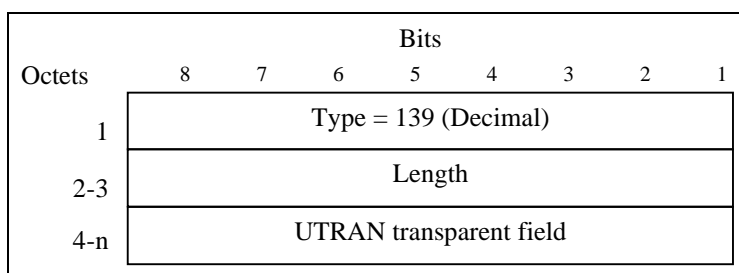 Bits
Octets 8 7 6 5 4 3 2 1
1 Type = 139 (Decimal)
2-3 Length
4-n UTRAN transparent field